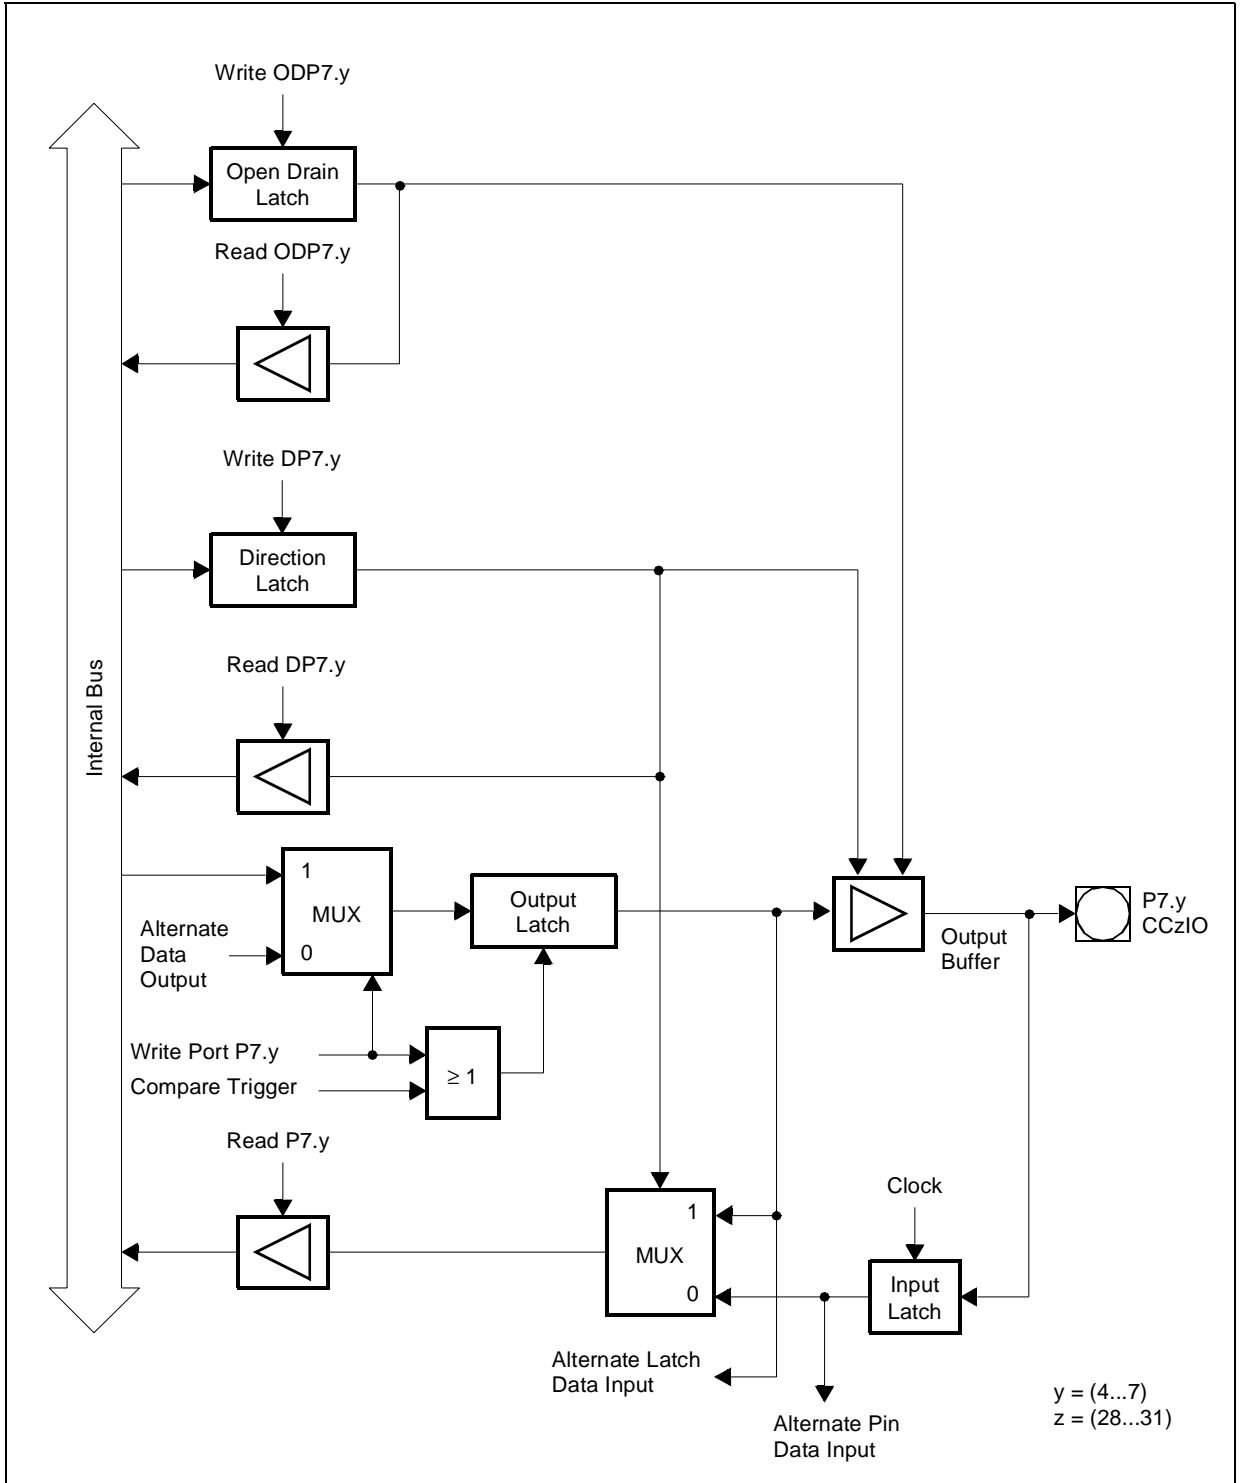 Write ODP7.y
Open Drain
Latch
Read ODP7.y
Write DP7.y
Direction
Latch
Internal Bus
Read DP7.y
1
MUX
0
Alternate
Data
Output
Output
Latch
Output
Buffer
P7.y
CCzIO
Write Port P7.y
Compare Trigger
≥ 1
Read P7.y
1
MUX
0
Clock
Input
Latch
Alternate Latch
Data Input
Alternate Pin
Data Input
y = (4...7)
z = (28...31)